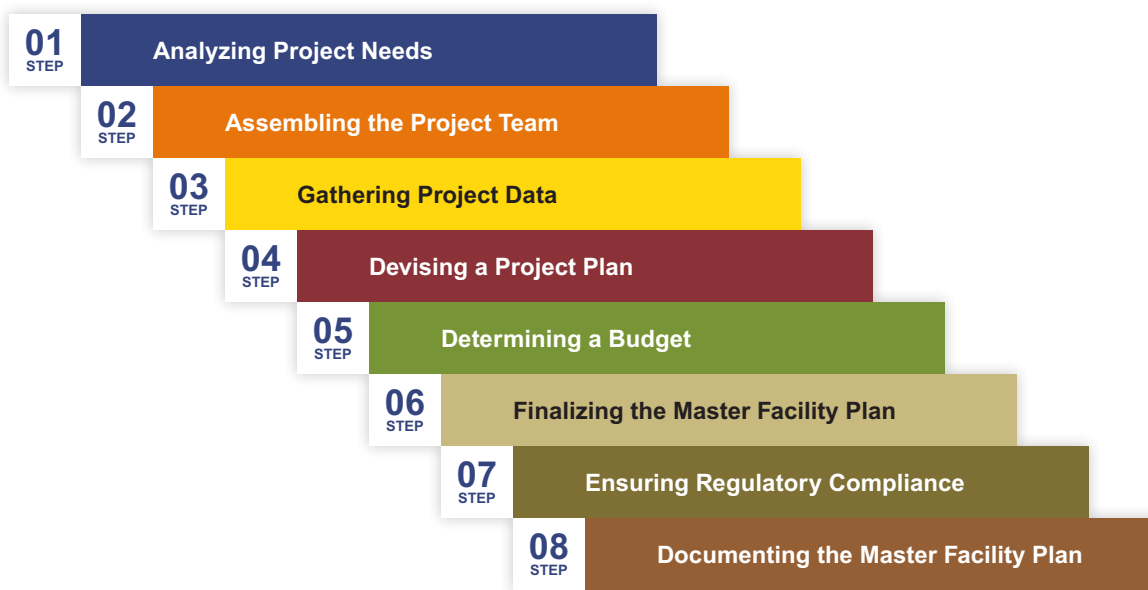 01
STEP
Analyzing Project Needs
02
STEP
Assembling the Project Team
03
STEP
Gathering Project Data
04
STEP
Devising a Project Plan
05
STEP
Determining a Budget
06
STEP
Finalizing the Master Facility Plan
07
STEP
Ensuring Regulatory Compliance
08
STEP
Documenting the Master Facility Plan